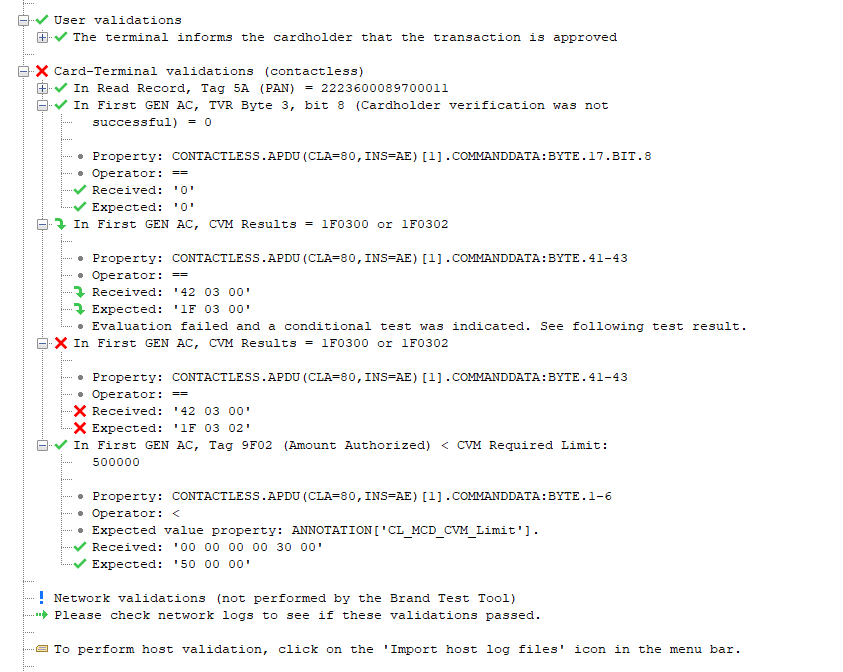 User validations
The terminal informs the cardholder that the transaction is approved
Card-Terminal validations (contactless)
In Read Record, Tag 5A (PAN) = 2223600089700011
In First GEN AC, TVR Byte 3, bit 8 (Cardholder verification was not
successful) = 0
Property: CONTACTLESS.APDU(CLA=80,INS=AE)[1].COMMANDDATA:BYTE.17.BIT.8
Operator: ==
Received: '0'
Expected: '0'
In First GEN AC, CVM Results = 1F0300 or 1F0302
Property: CONTACTLESS.APDU(CLA=80,INS=AE)[1].COMMANDDATA:BYTE.41-43
Operator: ==
Received: '42 03 00'
Expected: '1F 03 00'
Evaluation failed and a conditional test was indicated. See following test result.
In First GEN AC, CVM Results = 1F0300 or 1F0302
Property: CONTACTLESS.APDU(CLA=80,INS=AE)[1].COMMANDDATA:BYTE.41-43
Operator: ==
Received: '42 03 00'
Expected: '1F 03 02'
In First GEN AC, Tag 9F02 (Amount Authorized) < CVM Required Limit:
500000
Property: CONTACTLESS.APDU(CLA=80,INS=AE)[1].COMMANDDATA:BYTE.1-6
Operator: <
Expected value property: ANNOTATION['CL_MCD_CVM_Limit'].
Received: '00 00 00 00 30 00'
Expected: '50 00 00'
Network validations (not performed by the Brand Test Tool)
Please check network logs to see if these validations passed.
To perform host validation, click on the 'Import host log files' icon in the menu bar.